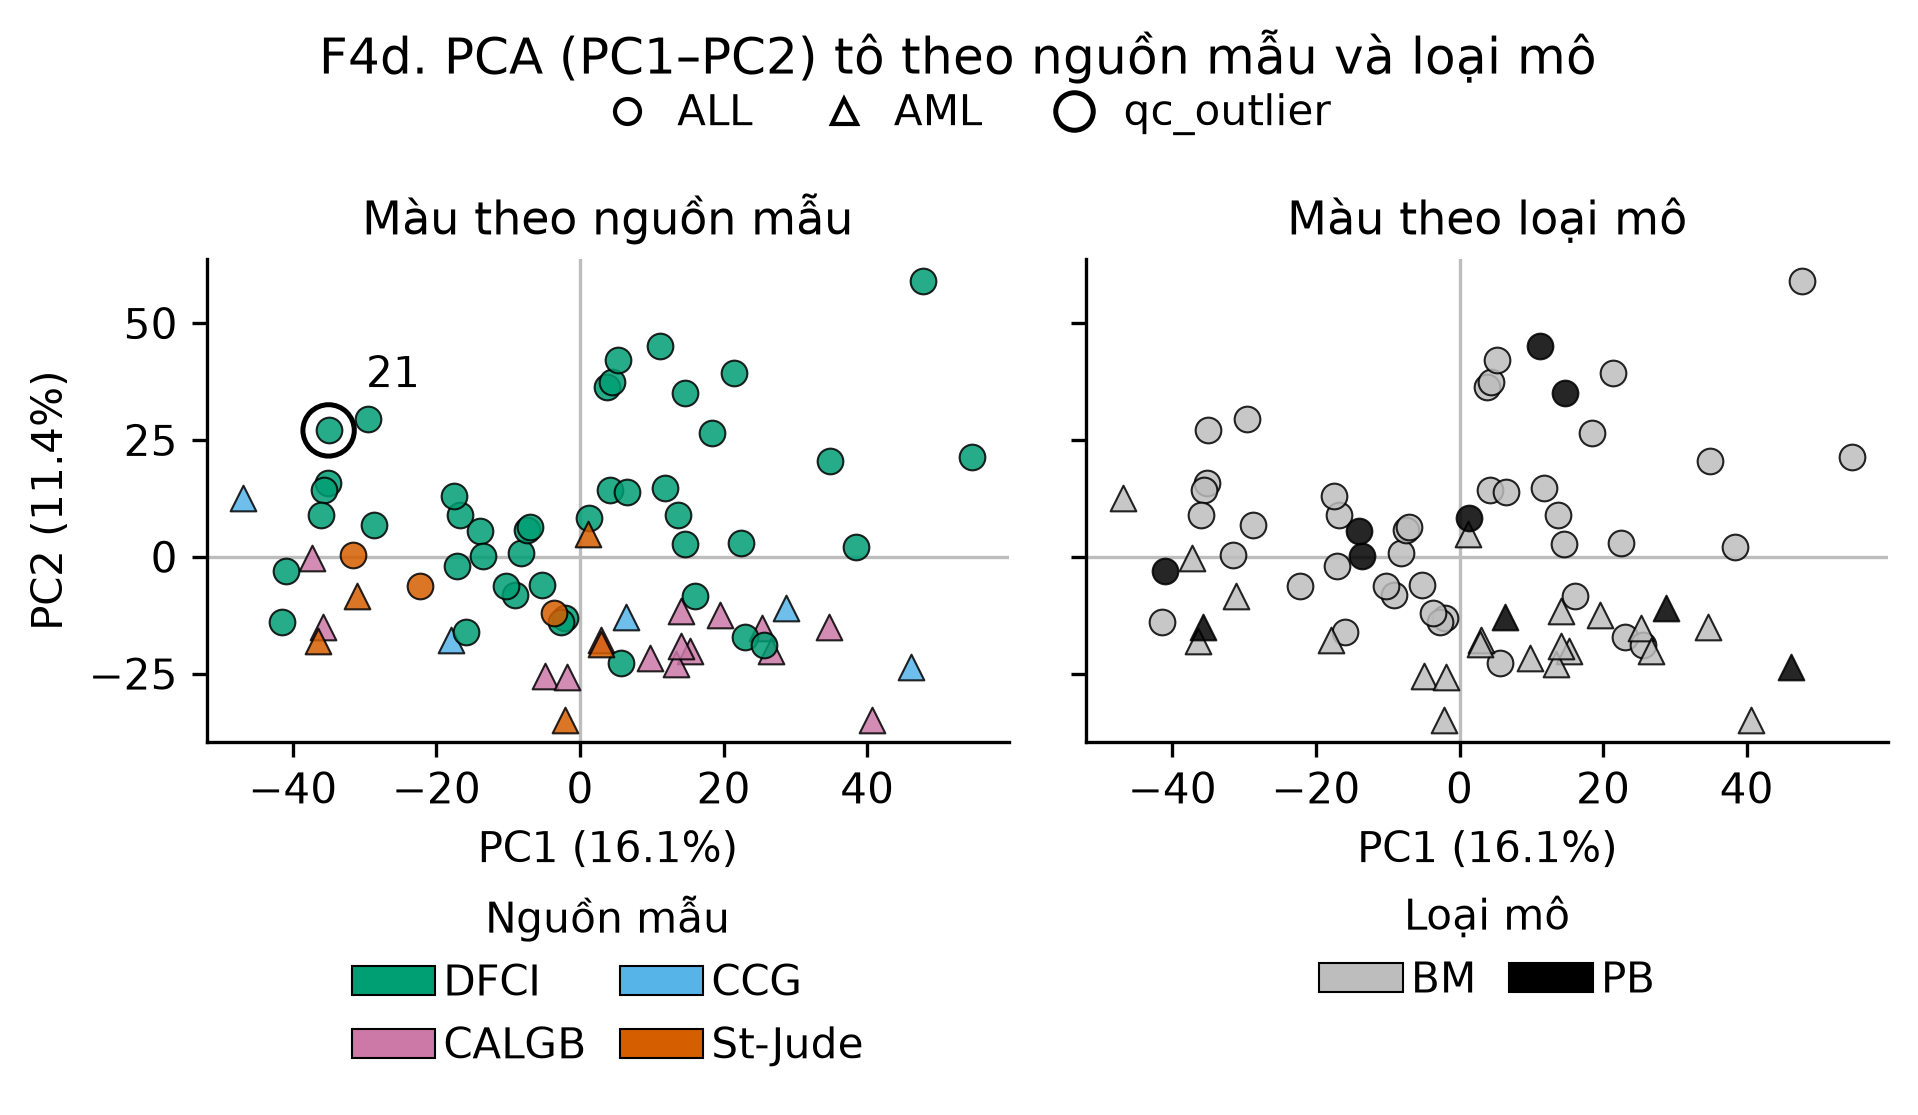 F4d. PCA (PC1–PC2) tô theo nguồn mẫu và loại mô
ALL AML qc_outlier
Màu theo nguồn mẫu
21
PC2 (11.4%)
50
25
0
−25
−40 −20 0 20 40
PC1 (16.1%)
Nguồn mẫu
DFCI CCG
CALGB St-Jude
Màu theo loại mô
−40 −20 0 20 40
PC1 (16.1%)
Loại mô
BM PB